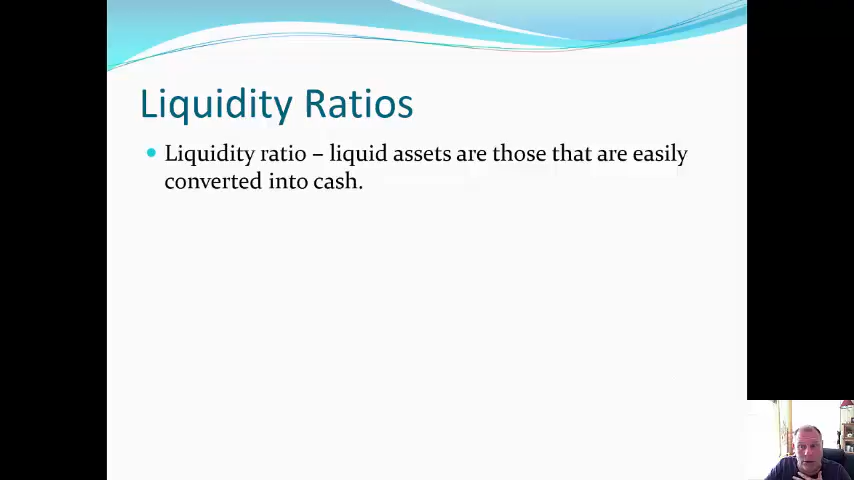 Liquidity Ratios
Liquidity ratio – liquid assets are those that are easily
converted into cash.